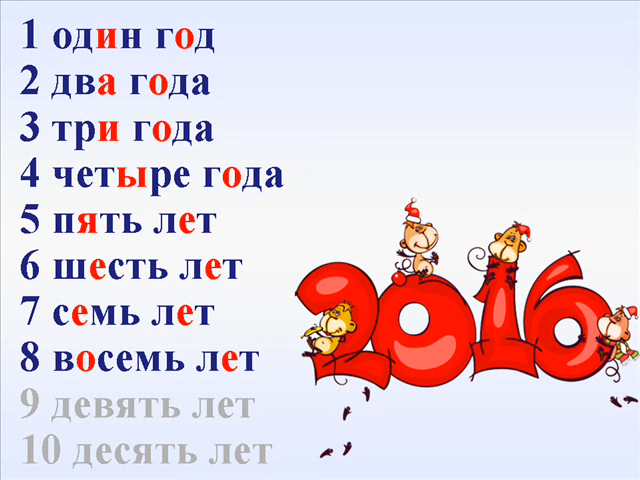 1 один год
2 два года
3 три года
4 четыре года
5 пять лет
6 шесть лет
7 семь лет
8 восемь лет
9 девять лет
10 десять лет
2016